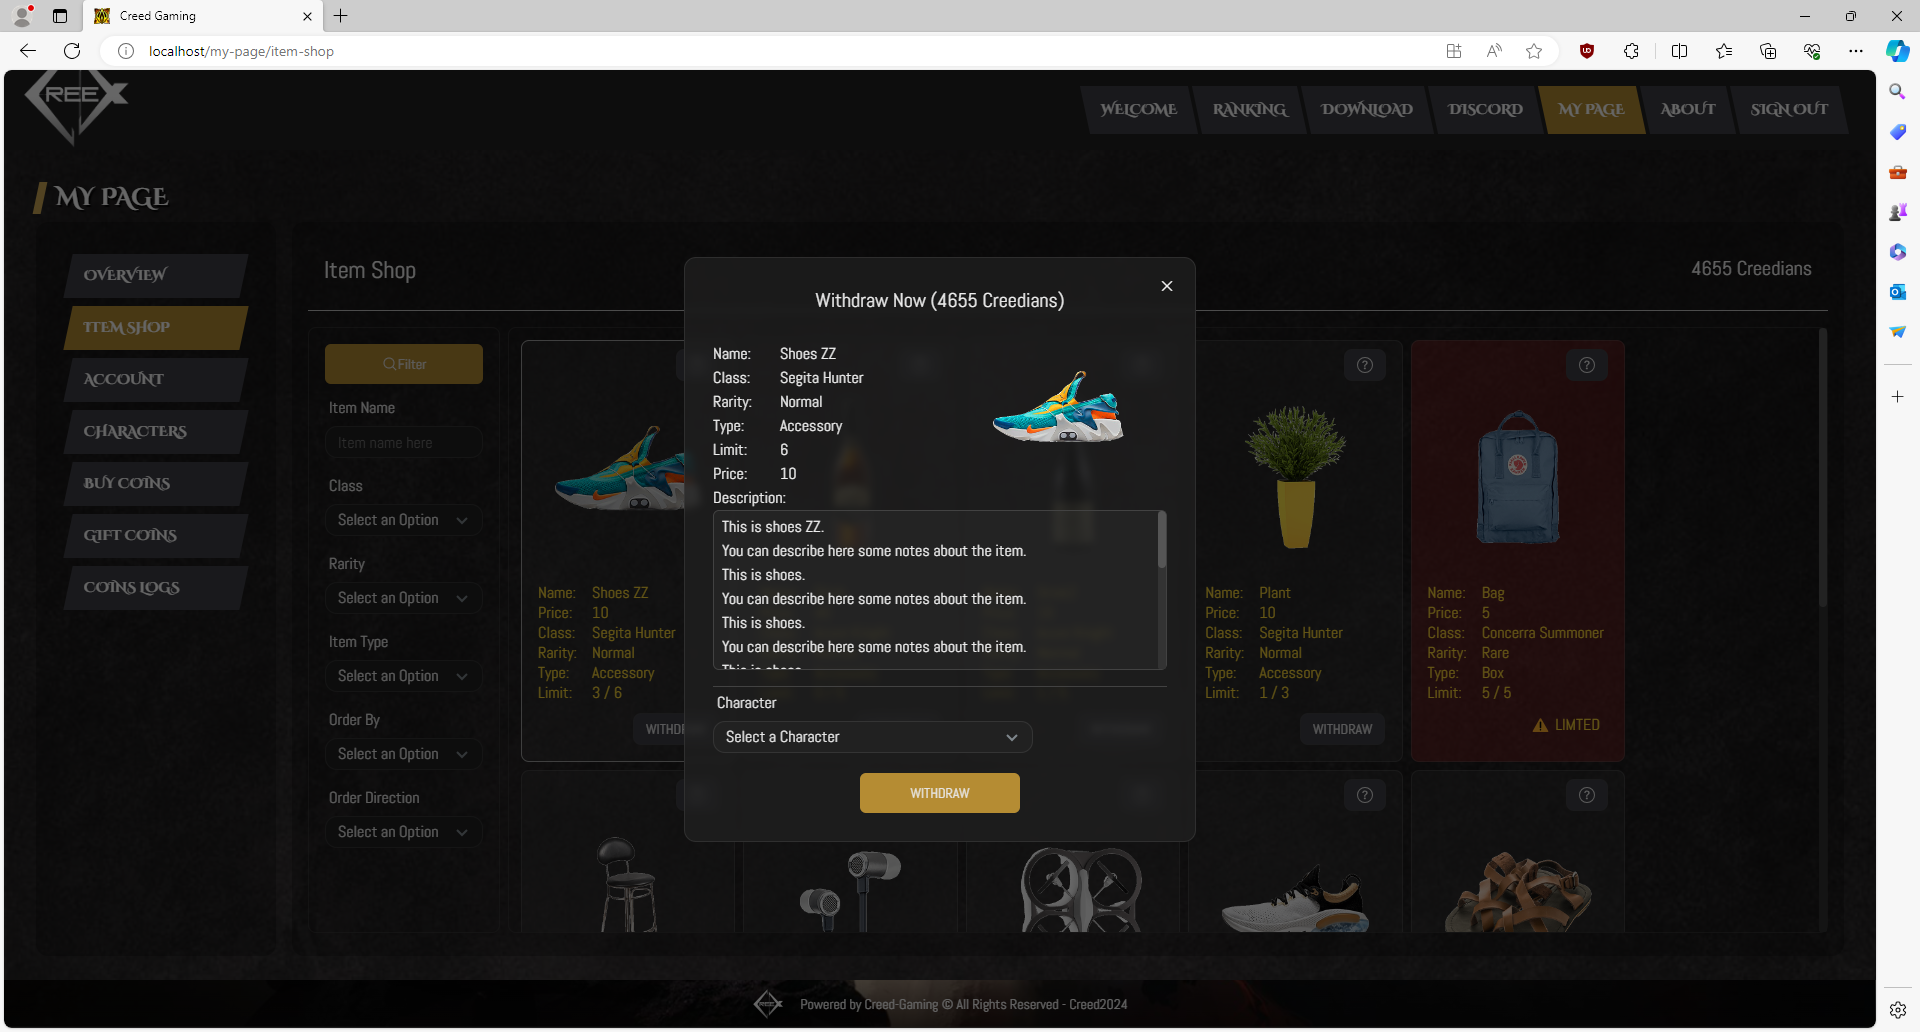 Creed Gaming
localhost/my-page/item-shop
CREEX
WELCOME
RANKING
DOWNLOAD
DISCORD
MY PAGE
ABOUT
SIGN OUT
MY PAGE
OVERVIEW
ITEM SHOP
ACCOUNT
CHARACTERS
BUY COINS
GIFT COINS
COINS LOGS
Item Shop
4655 Creedians
Filter
Item Name
Item name here
Class
Select an Option
Rarity
Select an Option
Item Type
Select an Option
Order By
Select an Option
Order Direction
Select an Option
Name: Shoes ZZ
Price: 10
Class: Segita Hunter
Rarity: Normal
Type: Accessory
Limit: 3 / 6
Withdraw Now (4655 Creedians)
Name: Shoes ZZ
Class: Segita Hunter
Rarity: Normal
Type: Accessory
Limit: 6
Price: 10
Description:
This is shoes ZZ.
You can describe here some notes about the item.
This is shoes.
You can describe here some notes about the item.
This is shoes.
You can describe here some notes about the item.
This is shoes.
Character
Select a Character
WITHDRAW
Name: Plant
Price: 10
Class: Segita Hunter
Rarity: Normal
Type: Accessory
Limit: 1 / 3
WITHDRAW
Name: Bag
Price: 5
Class: Concerra Summoner
Rarity: Rare
Type: Box
Limit: 5 / 5
LIMTED
Powered by Creed-Gaming © All Rights Reserved - Creed2024